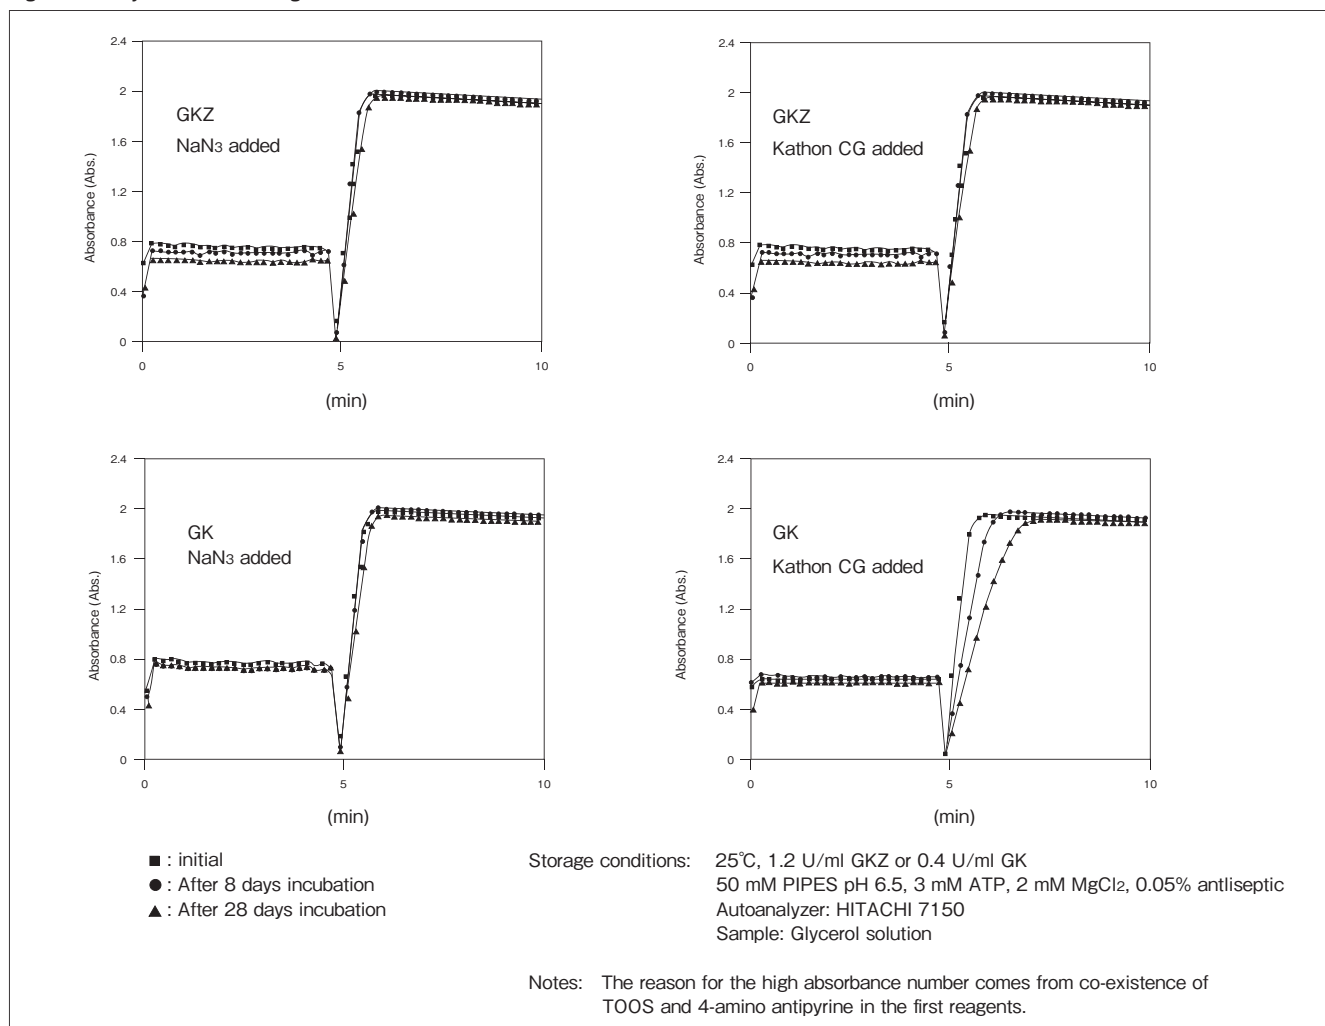 2.4
2
1.6
1.2
0.8
0.4
0
Absorbance (Abs.)
GKZ
NaN3 added
0
5
10
(min)
2.4
2
1.6
1.2
0.8
0.4
0
Absorbance (Abs.)
GKZ
Kathon CG added
0
5
10
(min)
2.4
2
1.6
1.2
0.8
0.4
0
Absorbance (Abs.)
GK
NaN3 added
0
5
10
(min)
2.4
2
1.6
1.2
0.8
0.4
0
Absorbance (Abs.)
GK
Kathon CG added
0
5
10
(min)
■ : initial
● : After 8 days incubation
▲ : After 28 days incubation
Storage conditions: 25℃, 1.2 U/ml GKZ or 0.4 U/ml GK
50 mM PIPES pH 6.5, 3 mM ATP, 2 mM MgCl2, 0.05% antliseptic
Autoanalyzer: HITACHI 7150
Sample: Glycerol solution
Notes: The reason for the high absorbance number comes from co-existence of
TOOS and 4-amino antipyrine in the first reagents.